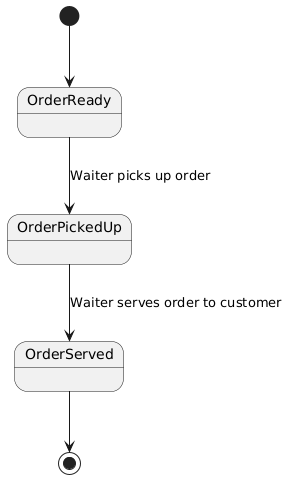 OrderReady
Waiter picks up order
OrderPickedUp
Waiter serves order to customer
OrderServed